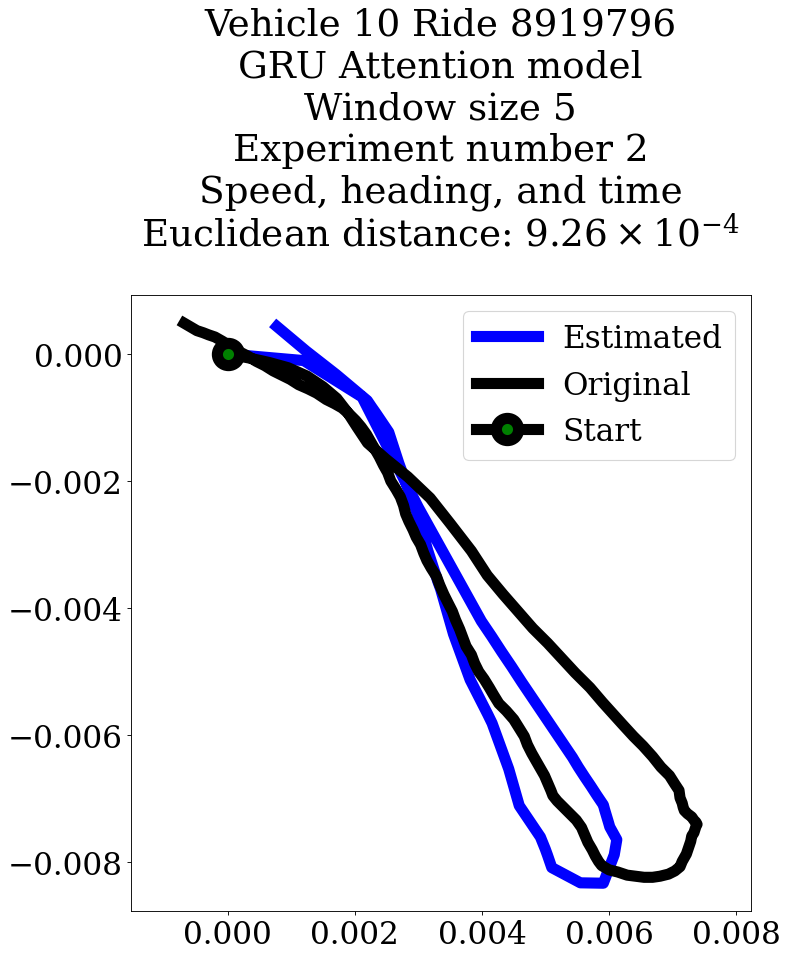 Vehicle 10 Ride 8919796
GRU Attention model
Window size 5
Experiment number 2
Speed, heading, and time
Euclidean distance: 9.26 × 10⁻⁴
Estimated
Original
Start
0.000
−0.002
−0.004
−0.006
−0.008
0.000 0.002 0.004 0.006 0.008